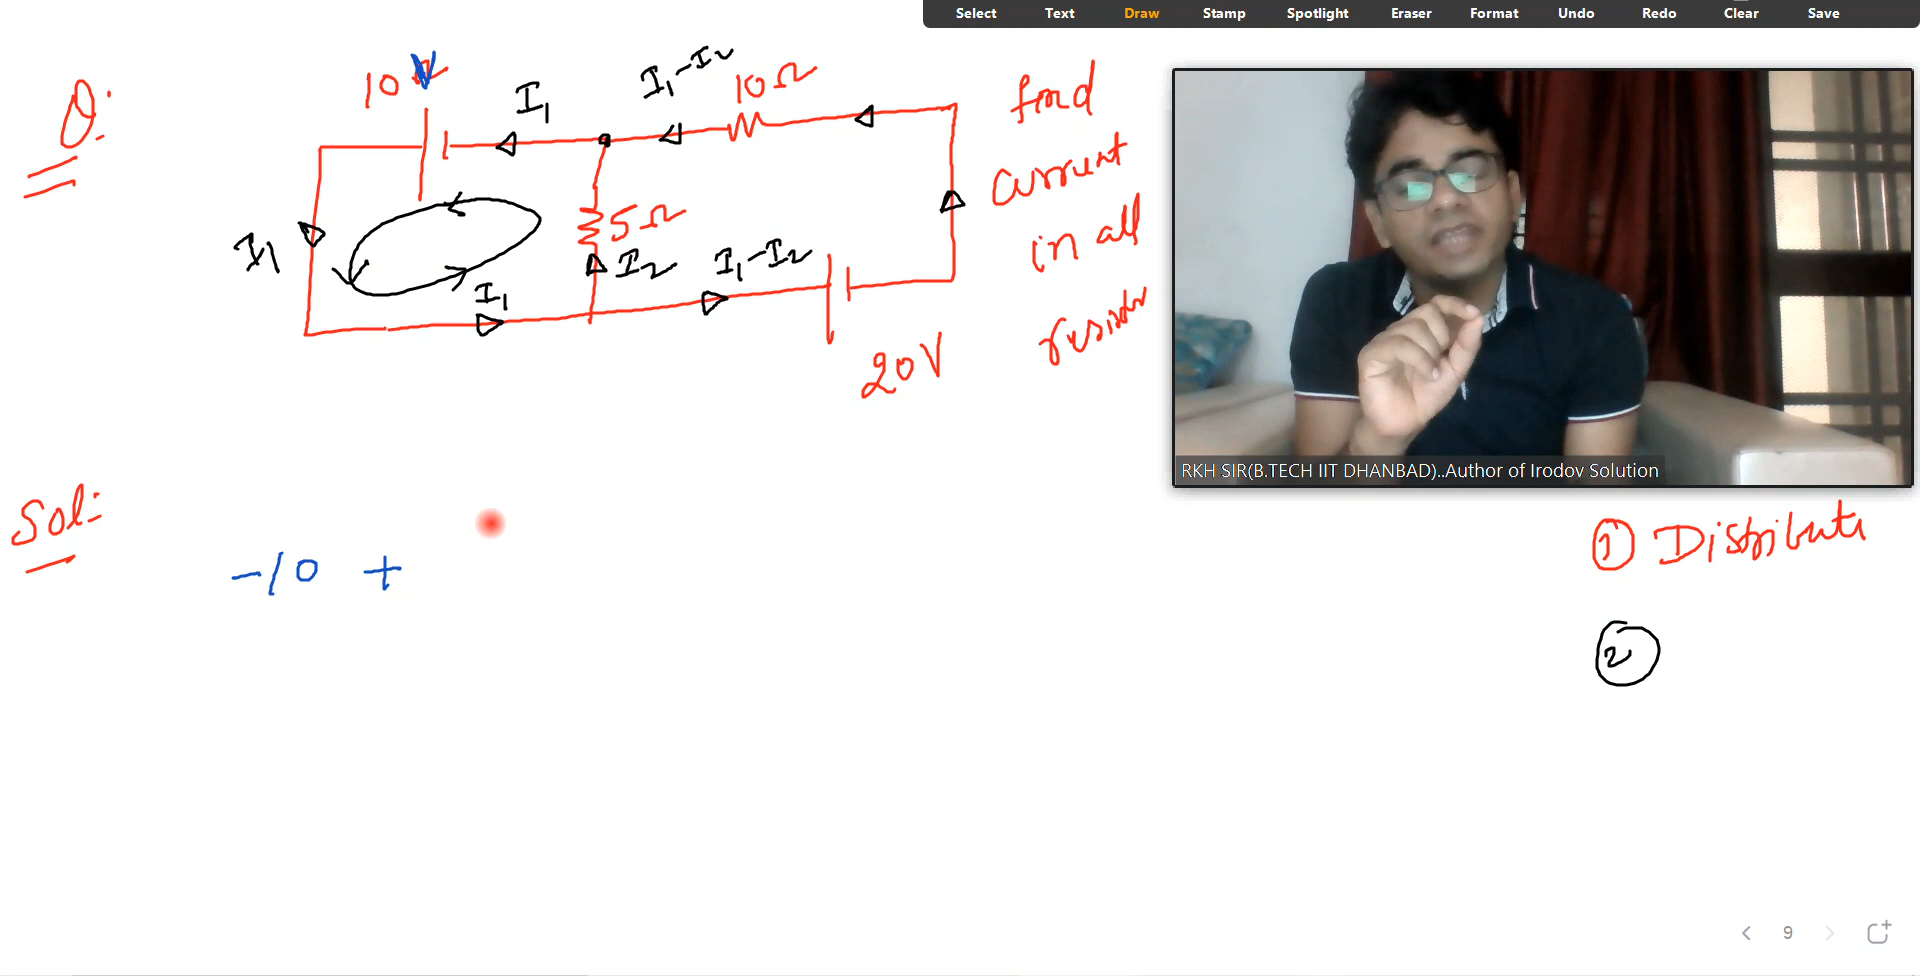 Select Text Draw Stamp Spotlight Eraser Format Undo Redo Clear Save
Q:
10
I1
I1-I2
10Ω
find
current
in all
I1
5Ω
I2
I1-I2
I1
20V
RKH SIR(B.TECH IIT DHANBAD)..Author of Irodov Solution
Sol:
-10 +
① Distribute
②
9